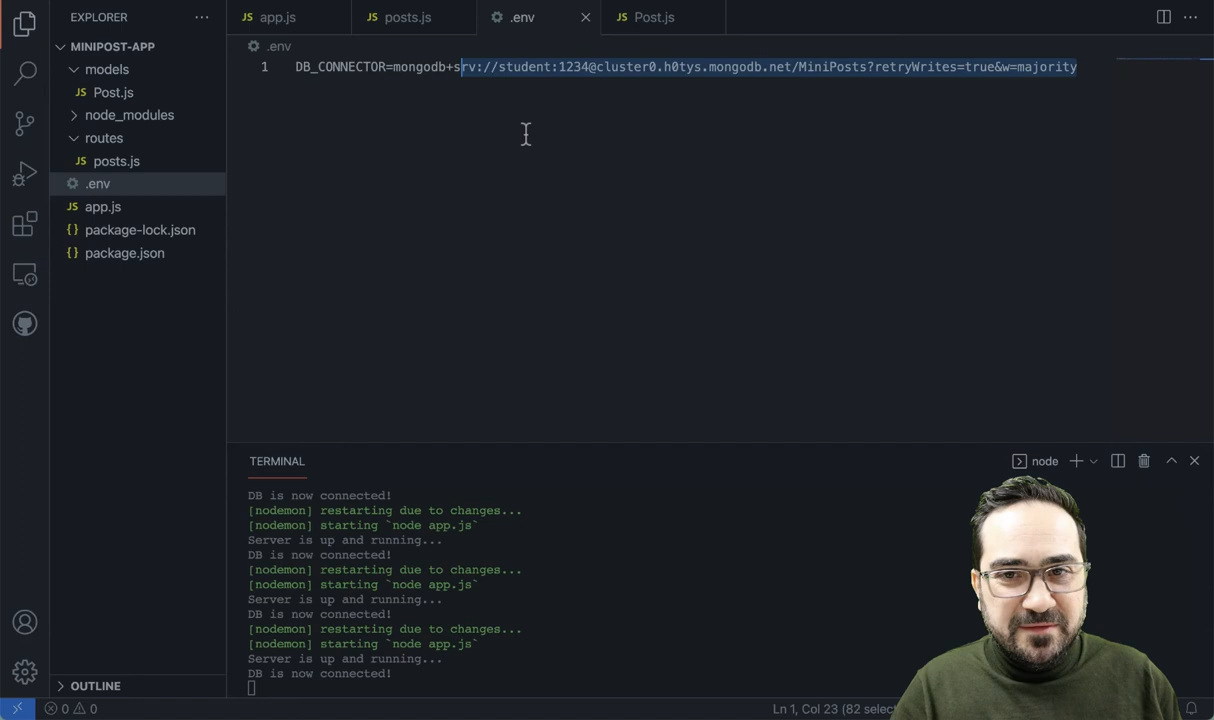 EXPLORER
app.js
posts.js
.env
Post.js
MINIPOST-APP
models
Post.js
node_modules
routes
posts.js
.env
app.js
package-lock.json
package.json
OUTLINE
.env
1 DB_CONNECTOR=mongodb+srv://student:1234@cluster0.h0tys.mongodb.net/MiniPosts?retryWrites=true&w=majority
TERMINAL
node
DB is now connected!
[nodemon] restarting due to changes...
[nodemon] starting `node app.js`
Server is up and running...
DB is now connected!
[nodemon] restarting due to changes...
[nodemon] starting `node app.js`
Server is up and running...
DB is now connected!
[nodemon] restarting due to changes...
[nodemon] starting `node app.js`
Server is up and running...
DB is now connected!
0 0
Ln 1, Col 23 (82